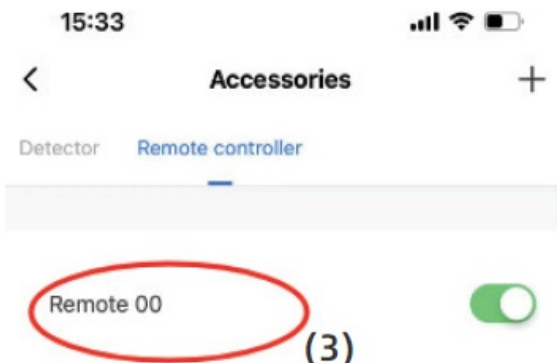 15:33
Accessories
Detector Remote controller
Remote 00
(3)